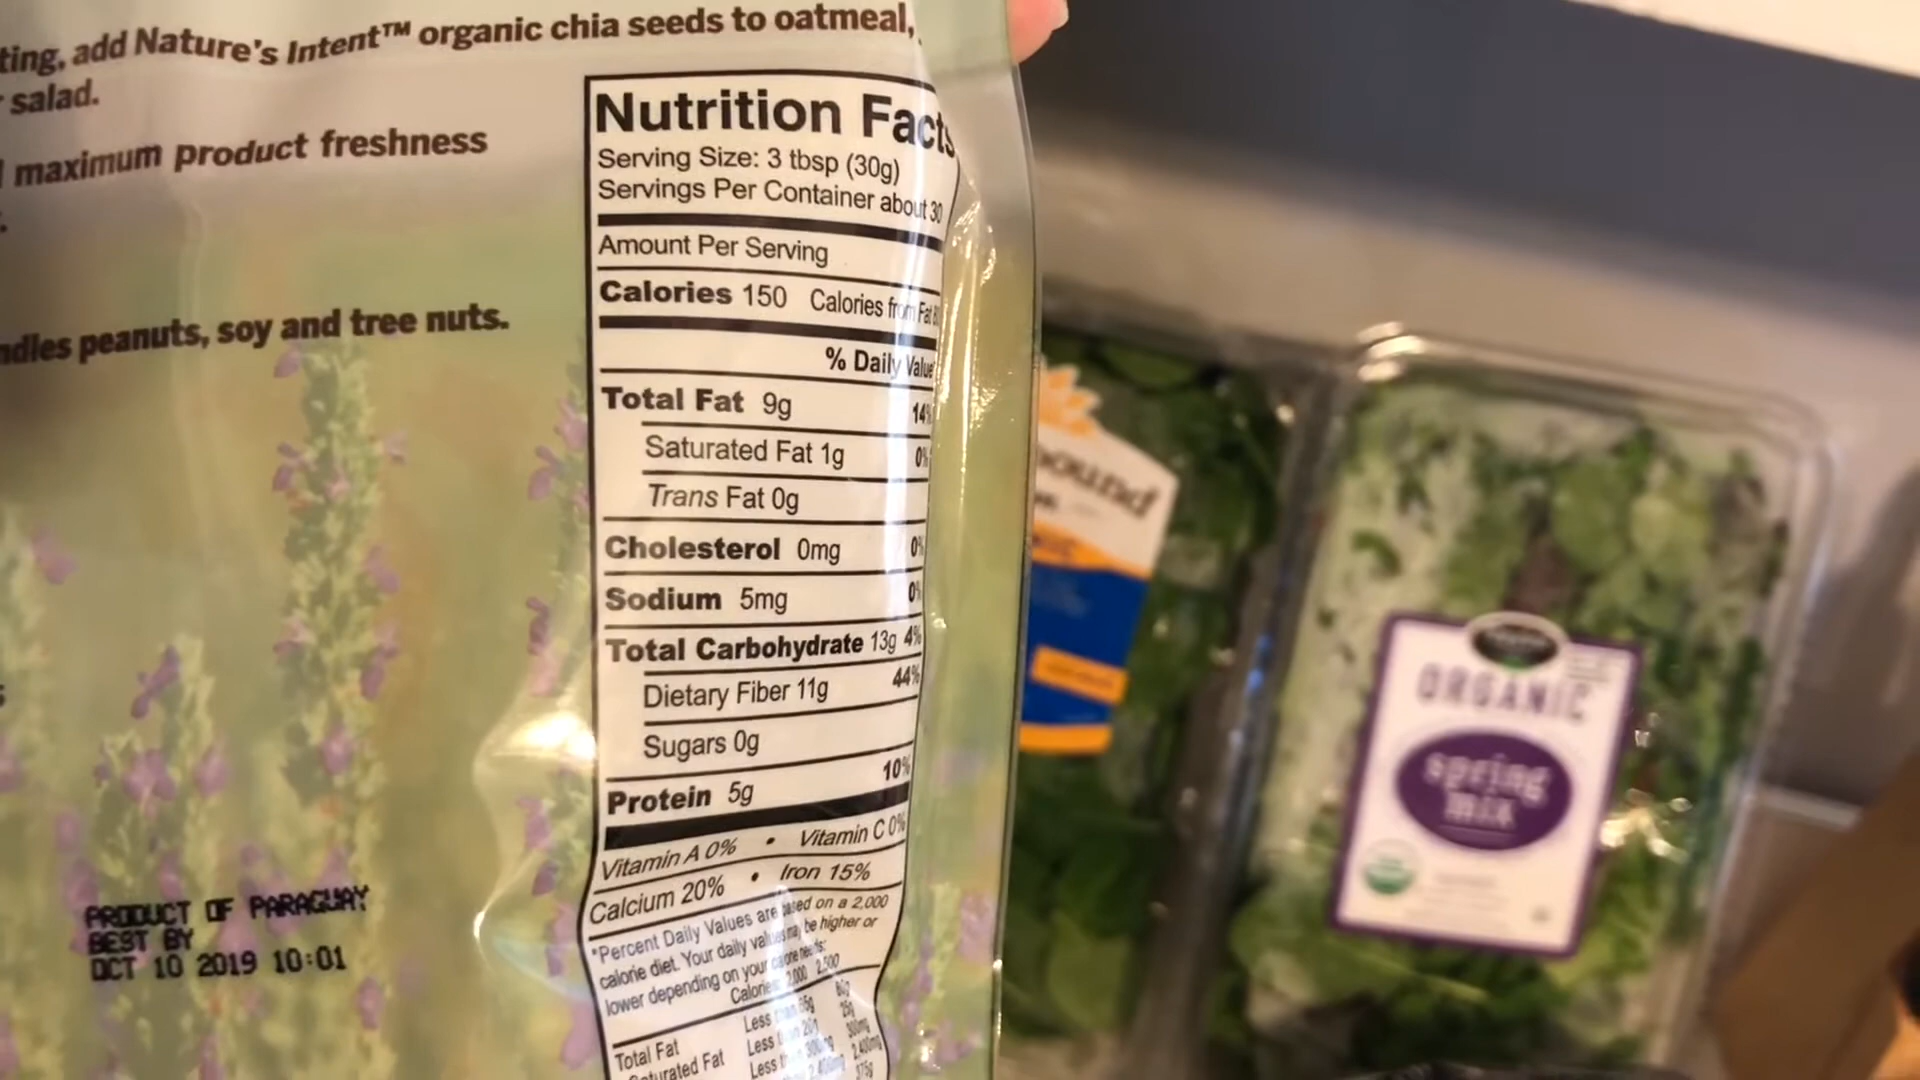 ting, add Nature's Intent™ organic chia seeds to oatmeal,
salad.
maximum product freshness
peanuts, soy and tree nuts.
PRODUCT OF PARAGUAY
BEST BY
OCT 10 2019 10:01
Nutrition Facts
Serving Size: 3 tbsp (30g)
Servings Per Container about 30
Amount Per Serving
Calories 150 Calories from Fat
% Daily Value
Total Fat 9g 14%
Saturated Fat 1g 0%
Trans Fat 0g
Cholesterol 0mg 0%
Sodium 5mg 0%
Total Carbohydrate 13g 4%
Dietary Fiber 11g 44%
Sugars 0g
Protein 5g 10%
Vitamin A 0% • Vitamin C 0%
Calcium 20% • Iron 15%
*Percent Daily Values are based on a 2,000
calorie diet. Your daily values may be higher or
lower depending on your calorie needs:
Calories 2,000 2,500
Total Fat Less than 65g 80g
Saturated Fat Less than 20g 25g
Less than 300mg 300mg
2,400mg 2,400mg
375g
ound
ORGANIC
spring
mix